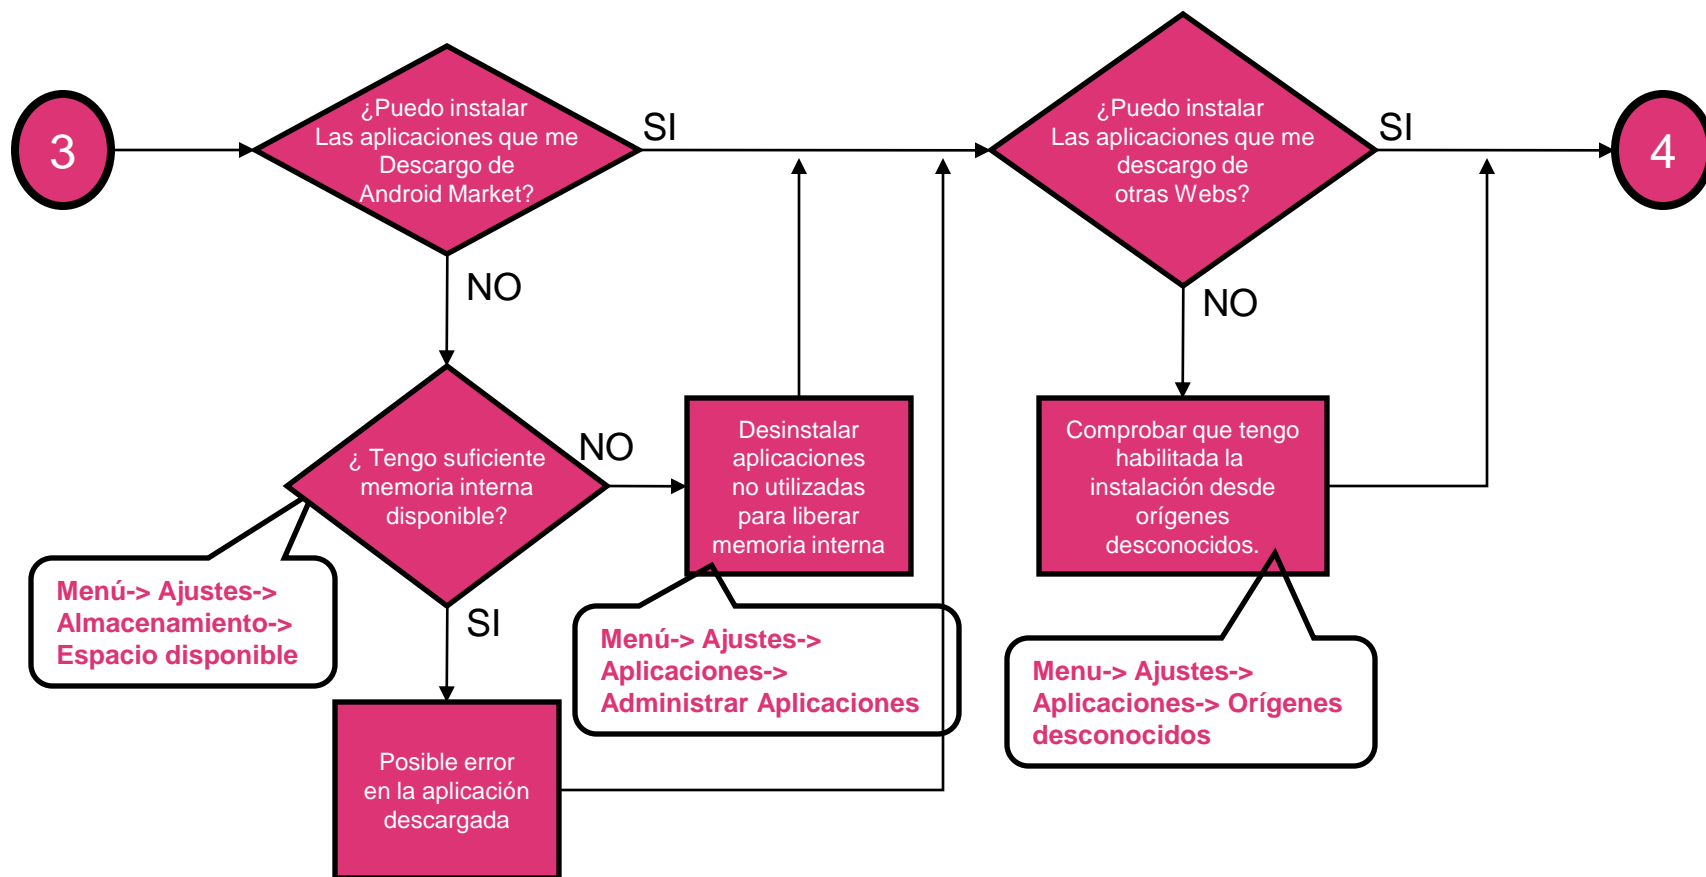 3
¿Puedo instalar
Las aplicaciones que me
Descargo de
Android Market?
SI
¿Puedo instalar
Las aplicaciones que me
descargo de
otras Webs?
SI
4
NO
NO
¿ Tengo suficiente
memoria interna
disponible?
NO
Desinstalar
aplicaciones
no utilizadas
para liberar
memoria interna
Comprobar que tengo
habilitada la
instalación desde
orígenes
desconocidos.
Menú-> Ajustes->
Almacenamiento->
Espacio disponible
SI
Menú-> Ajustes->
Aplicaciones->
Administrar Aplicaciones
Menu-> Ajustes->
Aplicaciones-> Orígenes
desconocidos
Posible error
en la aplicación
descargada